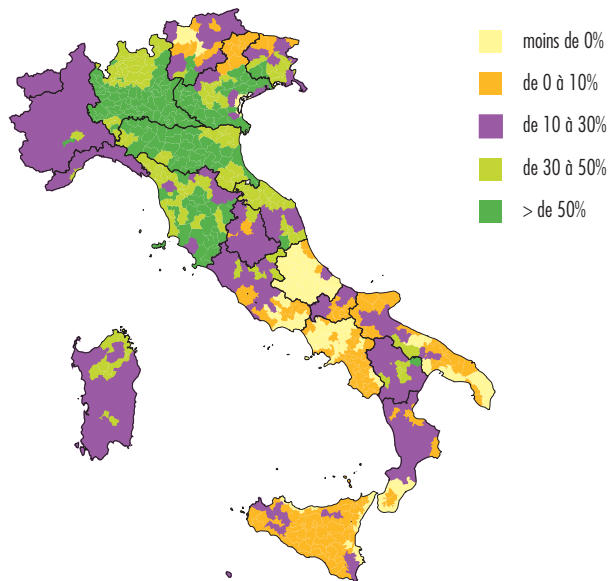 moins de 0%
de 0 à 10%
de 10 à 30%
de 30 à 50%
> de 50%